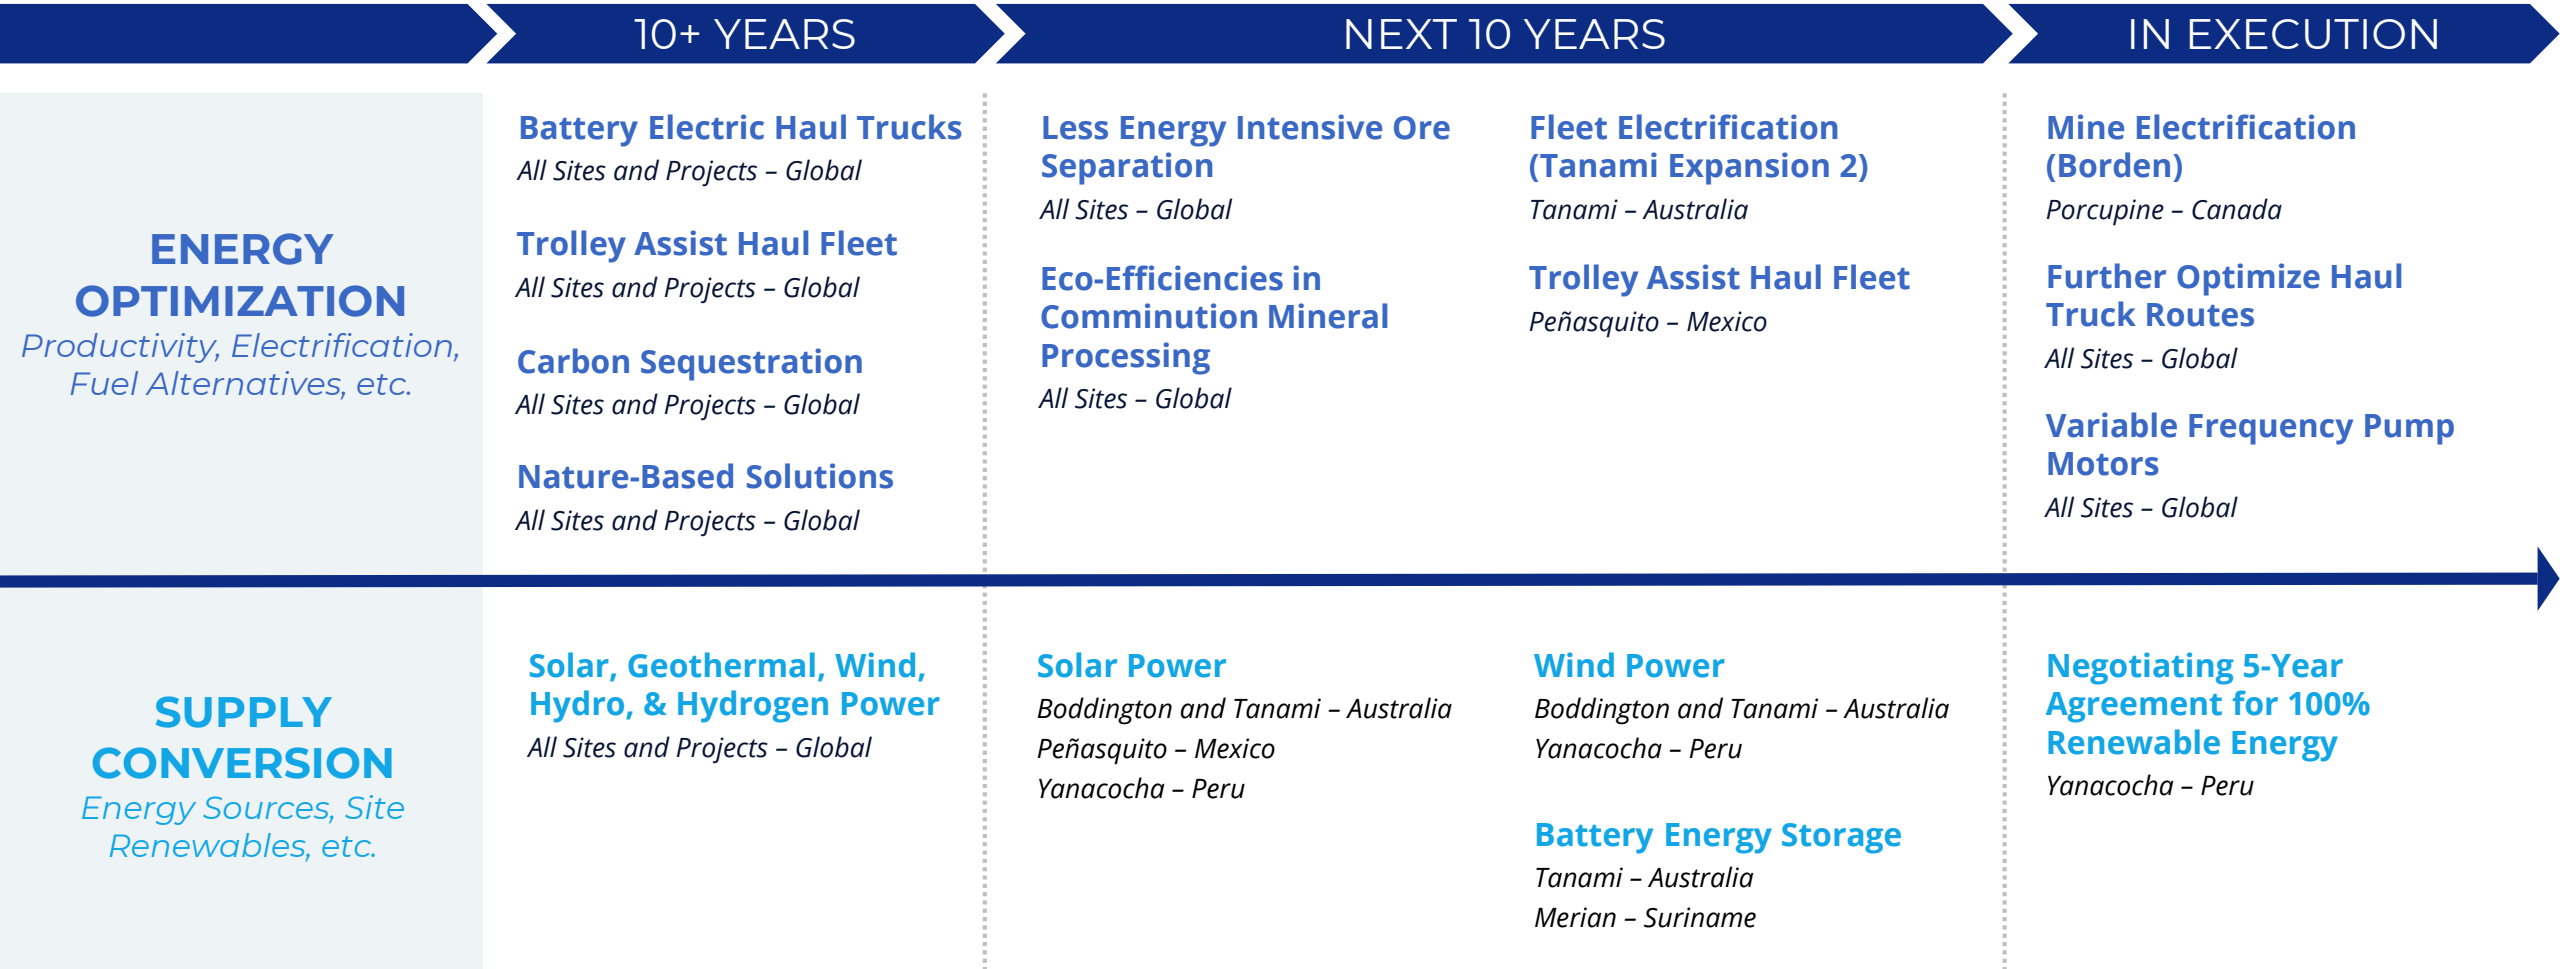 10+ YEARS
NEXT 10 YEARS
IN EXECUTION
ENERGY
OPTIMIZATION
Productivity, Electrification,
Fuel Alternatives, etc.
Battery Electric Haul Trucks
All Sites and Projects – Global
Trolley Assist Haul Fleet
All Sites and Projects – Global
Carbon Sequestration
All Sites and Projects – Global
Nature-Based Solutions
All Sites and Projects – Global
Less Energy Intensive Ore
Separation
All Sites – Global
Eco-Efficiencies in
Comminution Mineral
Processing
All Sites – Global
Fleet Electrification
(Tanami Expansion 2)
Tanami – Australia
Trolley Assist Haul Fleet
Peñasquito – Mexico
Mine Electrification
(Borden)
Porcupine – Canada
Further Optimize Haul
Truck Routes
All Sites – Global
Variable Frequency Pump
Motors
All Sites – Global
SUPPLY
CONVERSION
Energy Sources, Site
Renewables, etc.
Solar, Geothermal, Wind,
Hydro, & Hydrogen Power
All Sites and Projects – Global
Solar Power
Boddington and Tanami – Australia
Peñasquito – Mexico
Yanacocha – Peru
Wind Power
Boddington and Tanami – Australia
Yanacocha – Peru
Battery Energy Storage
Tanami – Australia
Merian – Suriname
Negotiating 5-Year
Agreement for 100%
Renewable Energy
Yanacocha – Peru